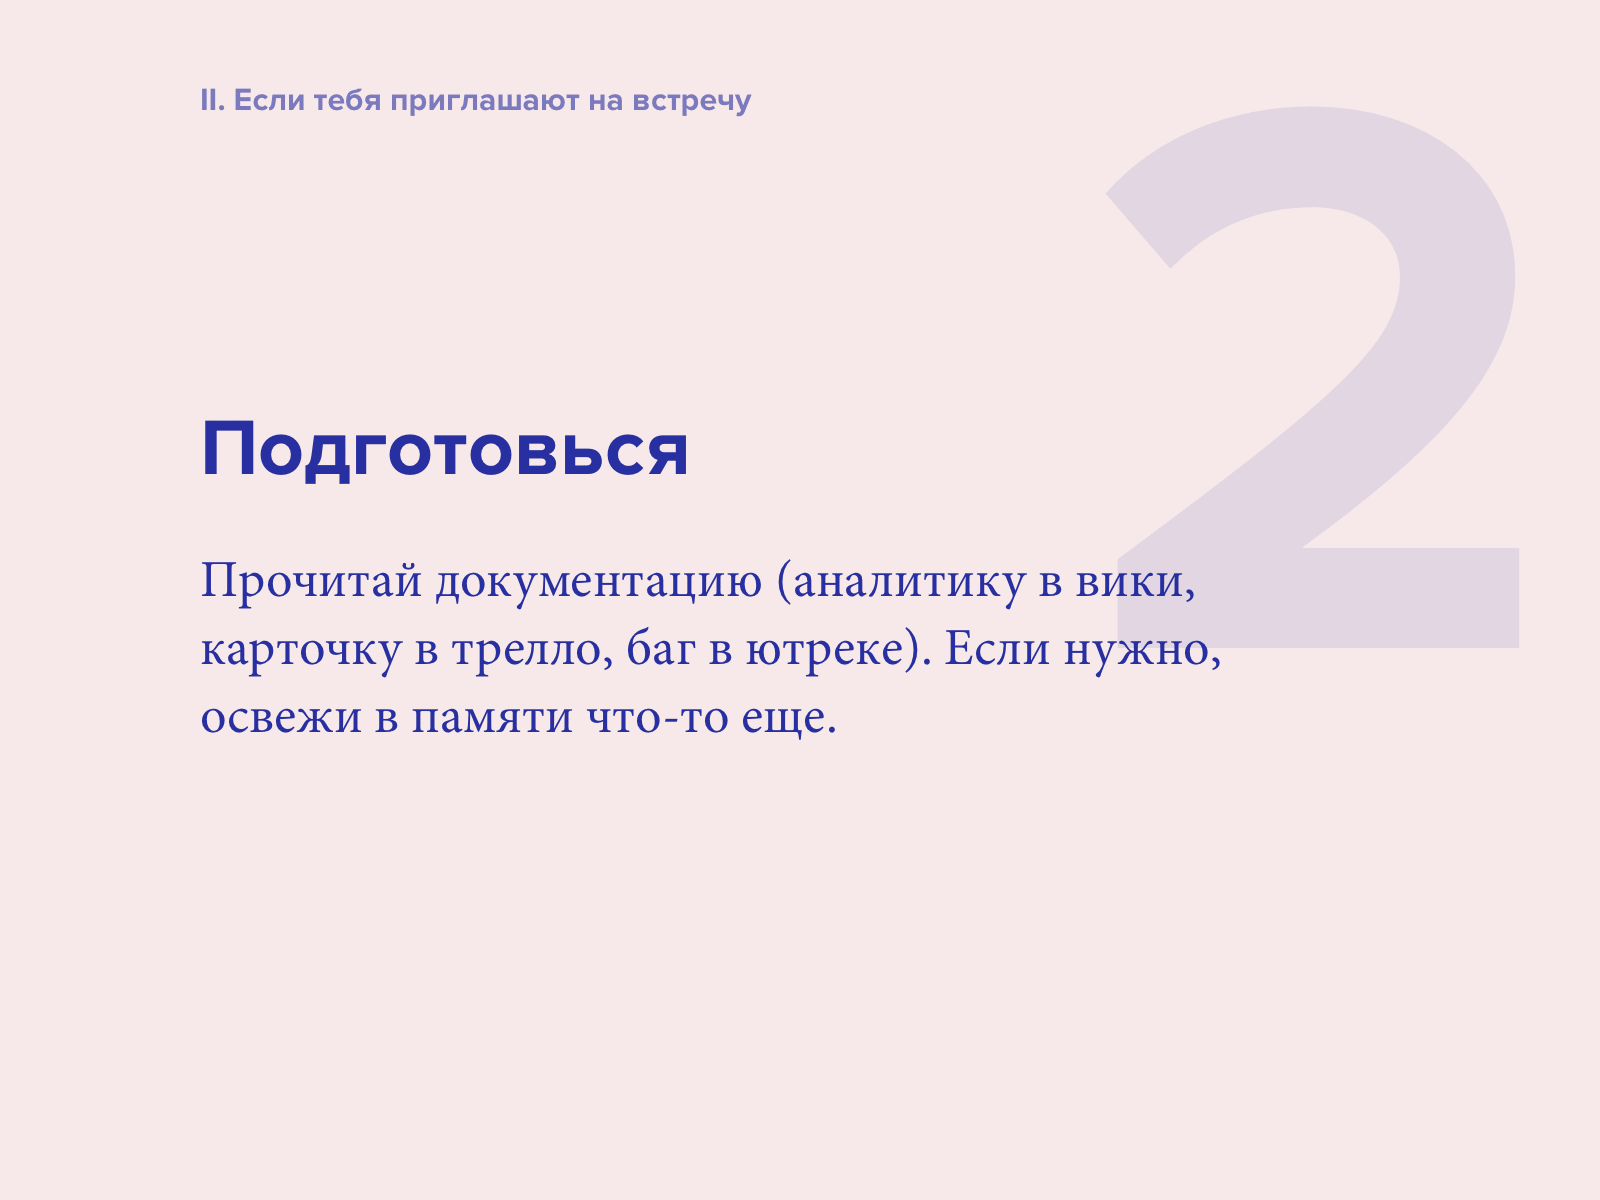 II. Если тебя приглашают на встречу
2
Подготовься
Прочитай документацию (аналитику в вики,
карточку в трелло, баг в ютреке). Если нужно,
освежи в памяти что-то еще.